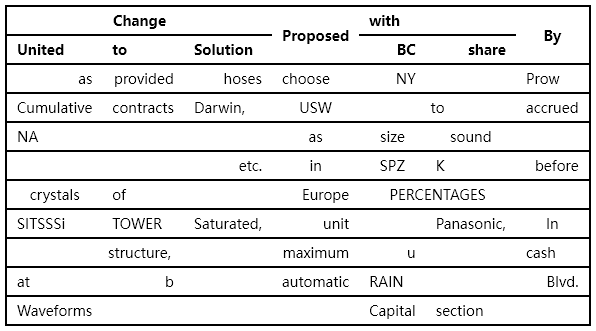 Change Proposed with By
United to Solution BC share
as provided hoses choose NY Prow
Cumulative contracts Darwin, USW to accrued
NA as size sound
etc. in SPZ K before
crystals of Europe PERCENTAGES
SITSSSi TOWER Saturated, unit Panasonic, In
structure, maximum u cash
at b automatic RAIN Blvd.
Waveforms Capital section